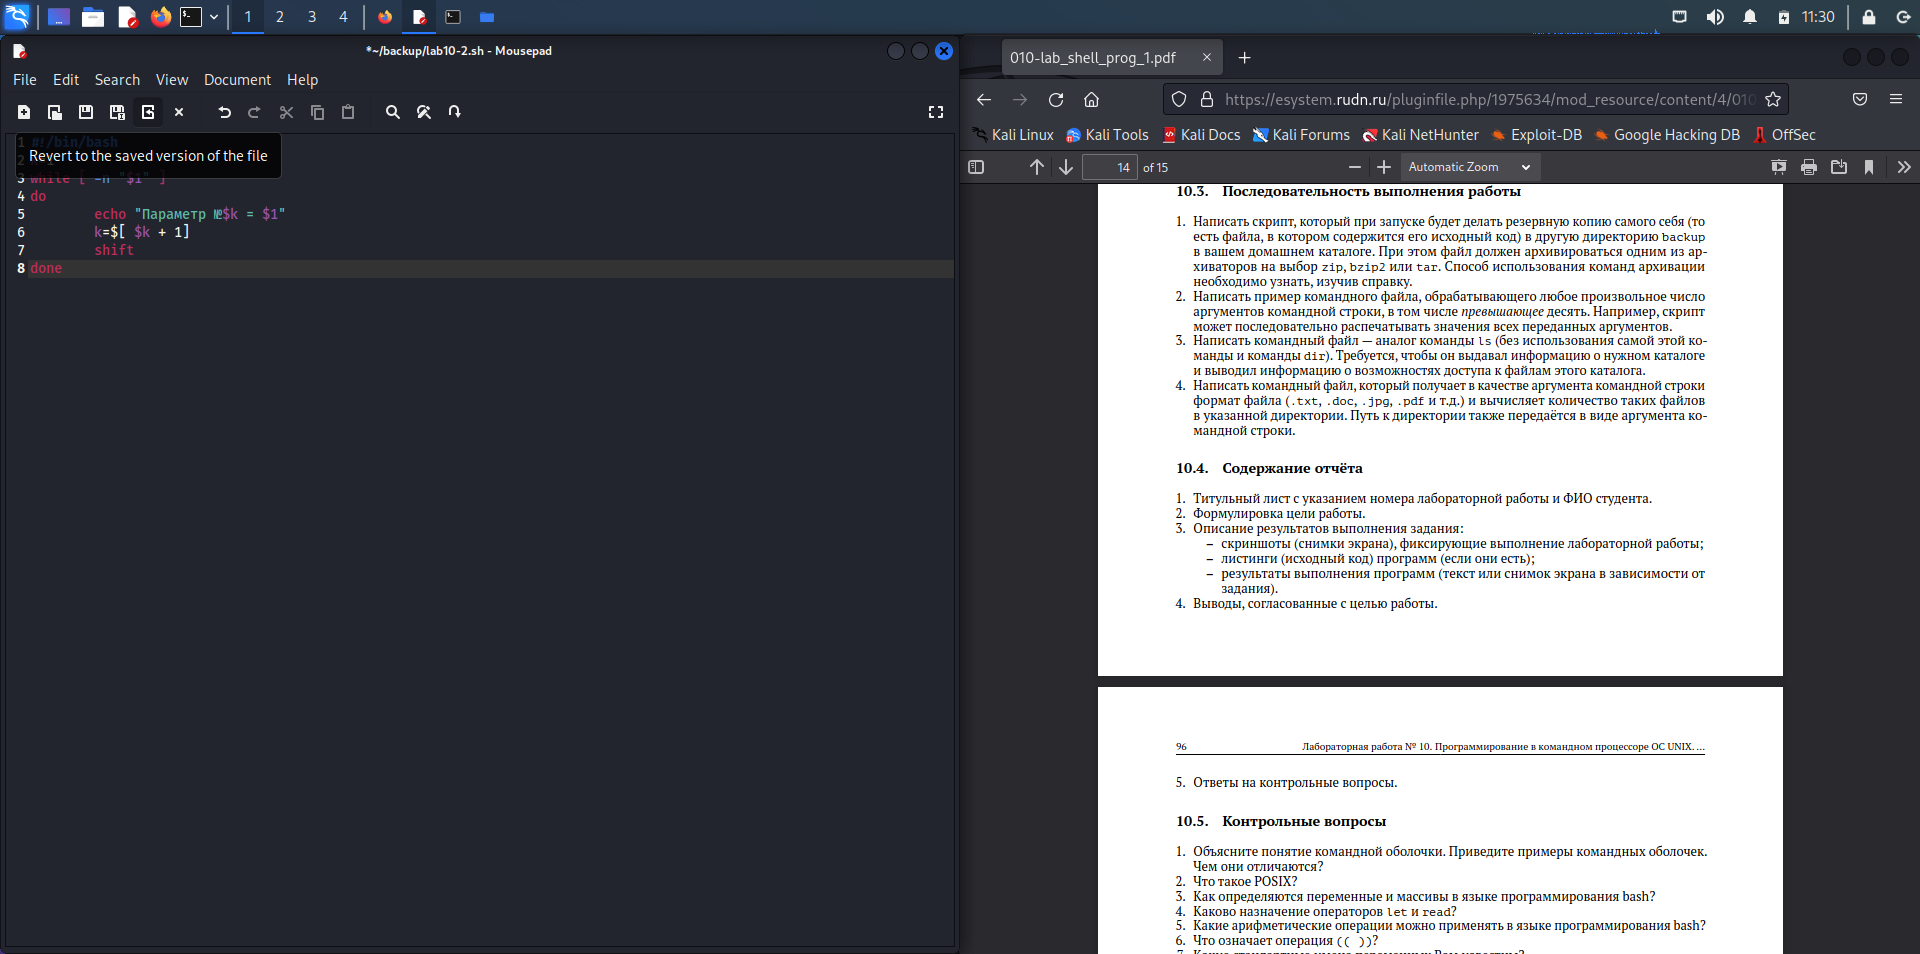 1 2 3 4
11:30
*~/backup/lab10-2.sh - Mousepad
File Edit Search View Document Help
1 #!/bin/bash
2
Revert to the saved version of the file
3 while [ -n "$1" ]
4 do
5 echo "Параметр №$k = $1"
6 k=$[ $k + 1]
7 shift
8 done
010-lab_shell_prog_1.pdf
https://esystem.rudn.ru/pluginfile.php/1975634/mod_resource/content/4/010
Kali Linux Kali Tools Kali Docs Kali Forums Kali NetHunter Exploit-DB Google Hacking DB OffSec
14 of 15 Automatic Zoom
10.3. Последовательность выполнения работы
1. Написать скрипт, который при запуске будет делать резервную копию самого себя (то
есть файла, в котором содержится его исходный код) в другую директорию backup
в вашем домашнем каталоге. При этом файл должен архивироваться одним из ар-
хиваторов на выбор zip, bzip2 или tar. Способ использования команд архивации
необходимо узнать, изучив справку.
2. Написать пример командного файла, обрабатывающего любое произвольное число
аргументов командной строки, в том числе превышающее десять. Например, скрипт
может последовательно распечатывать значения всех переданных аргументов.
3. Написать командный файл — аналог команды ls (без использования самой этой ко-
манды и команды dir). Требуется, чтобы он выдавал информацию о нужном каталоге
и выводил информацию о возможностях доступа к файлам этого каталога.
4. Написать командный файл, который получает в качестве аргумента командной строки
формат файла (.txt, .doc, .jpg, .pdf и т.д.) и вычисляет количество таких файлов
в указанной директории. Путь к директории также передаётся в виде аргумента ко-
мандной строки.
10.4. Содержание отчёта
1. Титульный лист с указанием номера лабораторной работы и ФИО студента.
2. Формулировка цели работы.
3. Описание результатов выполнения задания:
– скриншоты (снимки экрана), фиксирующие выполнение лабораторной работы;
– листинги (исходный код) программ (если они есть);
– результаты выполнения программ (текст или снимок экрана в зависимости от
задания).
4. Выводы, согласованные с целью работы.
96 Лабораторная работа № 10. Программирование в командном процессоре ОС UNIX. ...
5. Ответы на контрольные вопросы.
10.5. Контрольные вопросы
1. Объясните понятие командной оболочки. Приведите примеры командных оболочек.
Чем они отличаются?
2. Что такое POSIX?
3. Как определяются переменные и массивы в языке программирования bash?
4. Каково назначение операторов let и read?
5. Какие арифметические операции можно применять в языке программирования bash?
6. Что означает операция (( ))?